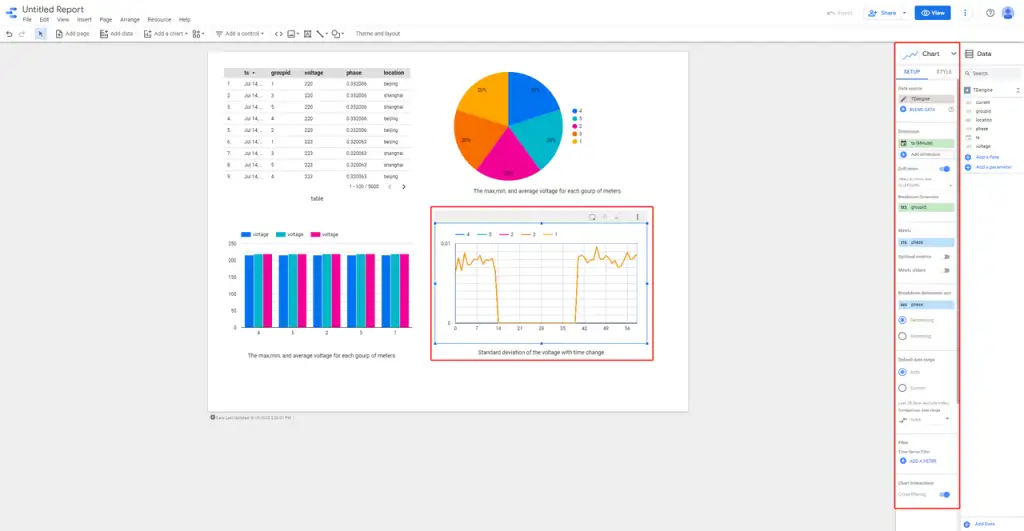 Untitled Report
File Edit View Insert Page Arrange Resource Help
Reset Share View
Add page Add data Add a chart Add a control Theme and layout
ts groupid voltage phase location
1. Jul 14, ... 1 220 0.332006 beijing
2. Jul 14, ... 3 220 0.332006 shanghai
3. Jul 14, ... 5 220 0.332006 shanghai
4. Jul 14, ... 4 220 0.332006 beijing
5. Jul 14, ... 2 220 0.332006 beijing
6. Jul 14, ... 1 223 0.320063 beijing
7. Jul 14, ... 3 223 0.320063 shanghai
8. Jul 14, ... 5 223 0.320063 shanghai
9. Jul 14, ... 4 223 0.320063 beijing
1 - 100 / 5000
table
20% 20% 20% 20% 20%
4
5
2
3
1
The max,min, and average voltage for each gourp of meters
voltage voltage voltage
250
200
150
100
50
0
4 3 2 5 1
The max,min, and average voltage for each gourp of meters
4 5 2 3 1
0.01
0
0 7 14 21 28 35 42 49 56
Standard deviation of the voltage with time change
Data Last Updated:
Chart
SETUP STYLE
Data source
TDengine
BLEND DATA
Dimension
ts (Minute)
Add dimension
Drill down
ts (Minute)
Breakdown Dimension
groupid
Metric
phase
Optional metrics
Metric sliders
Breakdown dimension sort
phase
Descending
Ascending
Default date range
Auto
Custom
Comparison date range
None
Filter
Time Series Filter
ADD A FILTER
Chart interactions
Cross-filtering
Data
Search
TDengine
current
groupid
location
phase
ts
voltage
Add a field
Add a parameter
Add Data